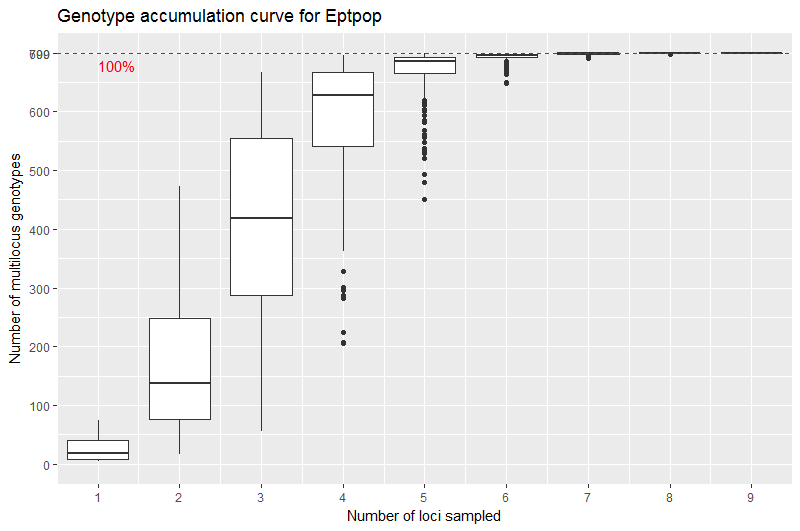 Genotype accumulation curve for Eptpop
100%
600
500
400
300
200
100
0
Number of multilocus genotypes
1 2 3 4 5 6 7 8 9
Number of loci sampled